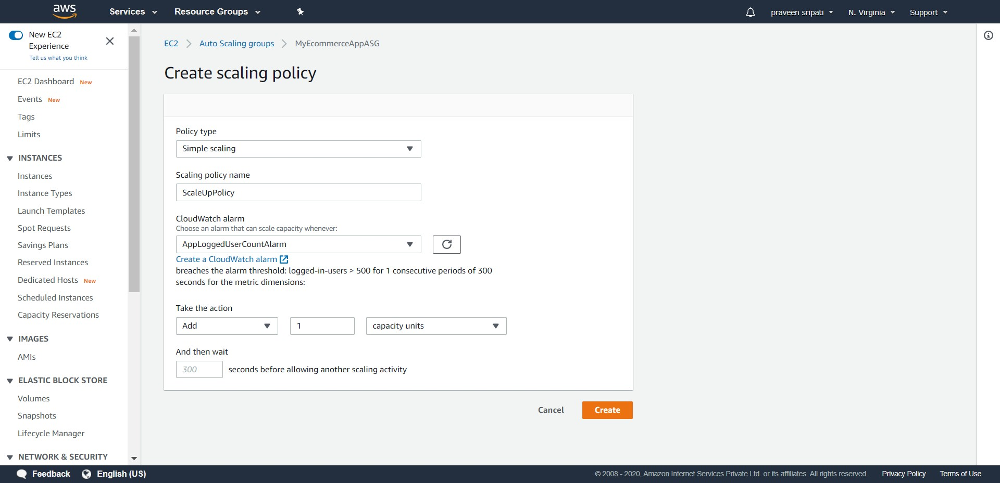 aws
Services
Resource Groups
praveen sripati
N. Virginia
Support
New EC2
Experience
Tell us what you think
EC2 Dashboard New
Events New
Tags
Limits
INSTANCES
Instances
Instance Types
Launch Templates
Spot Requests
Savings Plans
Reserved Instances
Dedicated Hosts New
Scheduled Instances
Capacity Reservations
IMAGES
AMIs
ELASTIC BLOCK STORE
Volumes
Snapshots
Lifecycle Manager
NETWORK & SECURITY
EC2 > Auto Scaling groups > MyEcommerceAppASG
Create scaling policy
Policy type
Simple scaling
Scaling policy name
ScaleUpPolicy
CloudWatch alarm
Choose an alarm that can scale capacity whenever:
AppLoggedUserCountAlarm
Create a CloudWatch alarm
breaches the alarm threshold: logged-in-users > 500 for 1 consecutive periods of 300
seconds for the metric dimensions:
Take the action
Add 1 capacity units
And then wait
300 seconds before allowing another scaling activity
Cancel Create
Feedback
English (US)
© 2008 - 2020, Amazon Internet Services Private Ltd. or its affiliates. All rights reserved.
Privacy Policy
Terms of Use